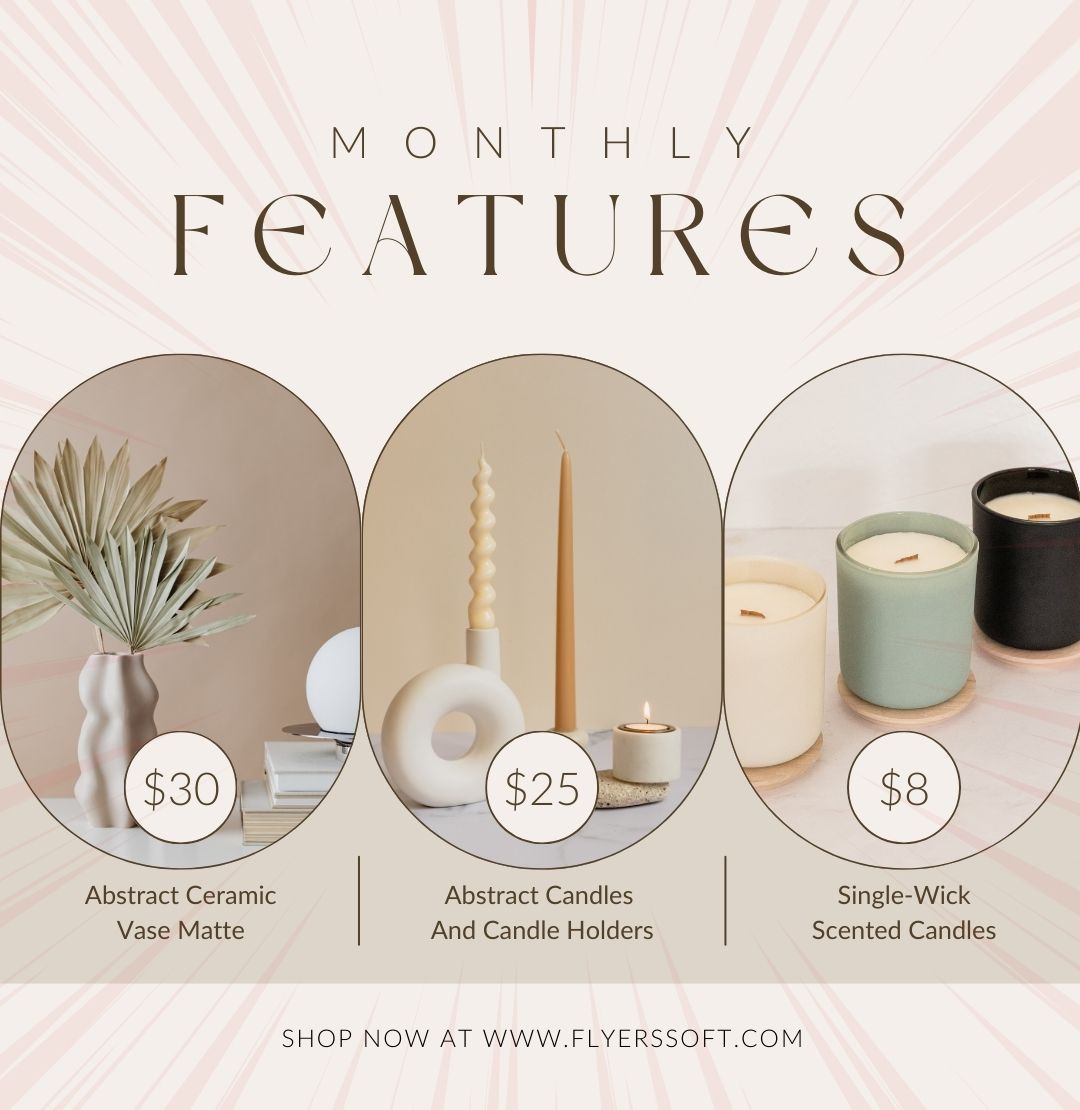 MONTHLY
FEATURES
$30
$25
$8
Abstract Ceramic
Vase Matte
Abstract Candles
And Candle Holders
Single-Wick
Scented Candles
SHOP NOW AT WWW.FLYERSSOFT.COM